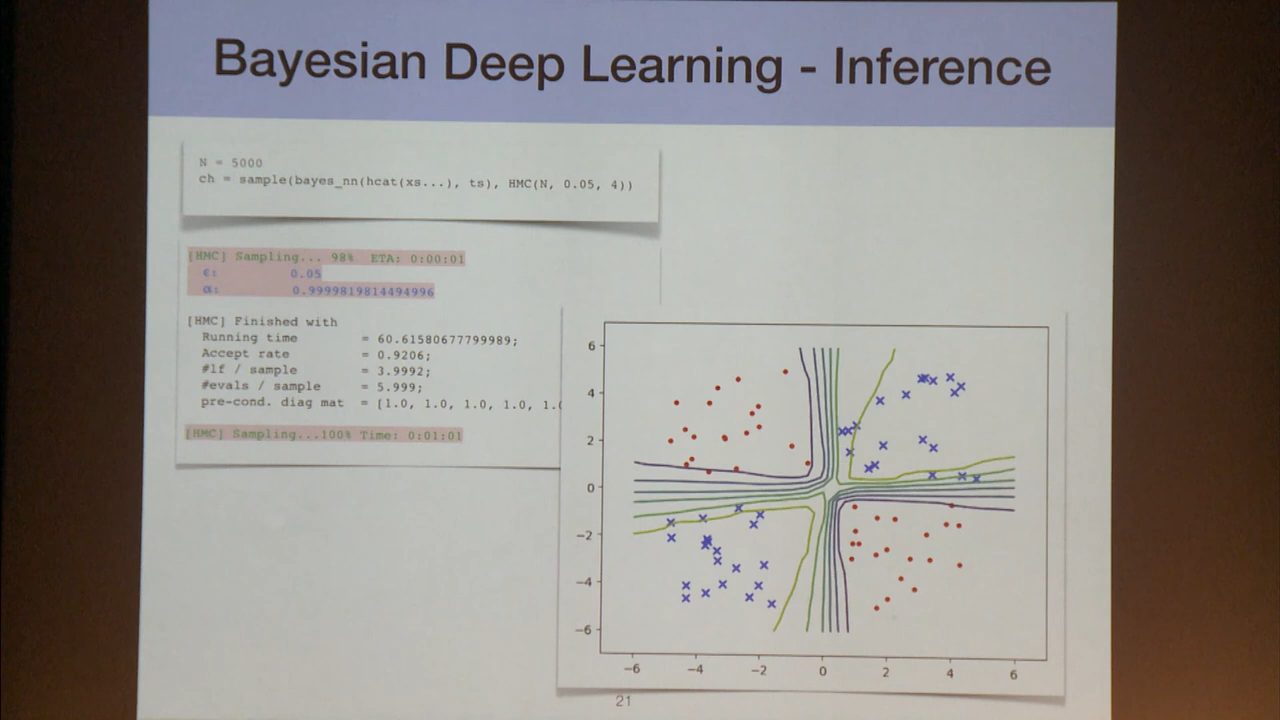 Bayesian Deep Learning - Inference
N = 5000
ch = sample(bayes_nn(hcat(xs...), ts), HMC(N, 0.05, 4))
[HMC] Sampling... 98%  ETA: 0:00:01
ϵ: 0.05
α: 0.9999819814494996
[HMC] Finished with
Running time = 60.61580677799989;
Accept rate = 0.9206;
#lf / sample = 3.9992;
#evals / sample = 5.999;
pre-cond. diag mat = [1.0, 1.0, 1.0, 1.0, 1.0
[HMC] Sampling...100% Time: 0:01:01
6
4
2
0
−2
−4
−6
−6 −4 −2 0 2 4 6
21